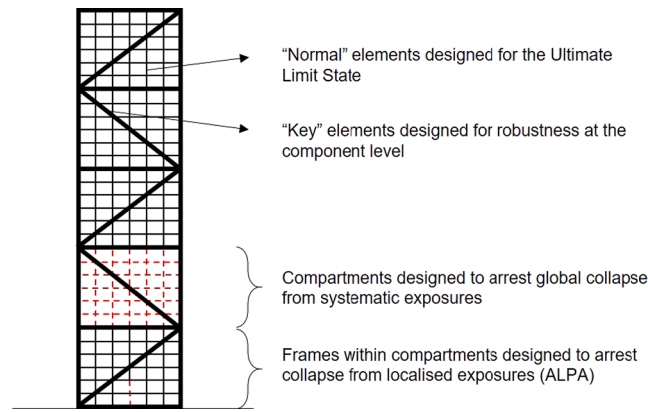 “Normal” elements designed for the Ultimate
Limit State
“Key” elements designed for robustness at the
component level
Compartments designed to arrest global collapse
from systematic exposures
Frames within compartments designed to arrest
collapse from localised exposures (ALPA)